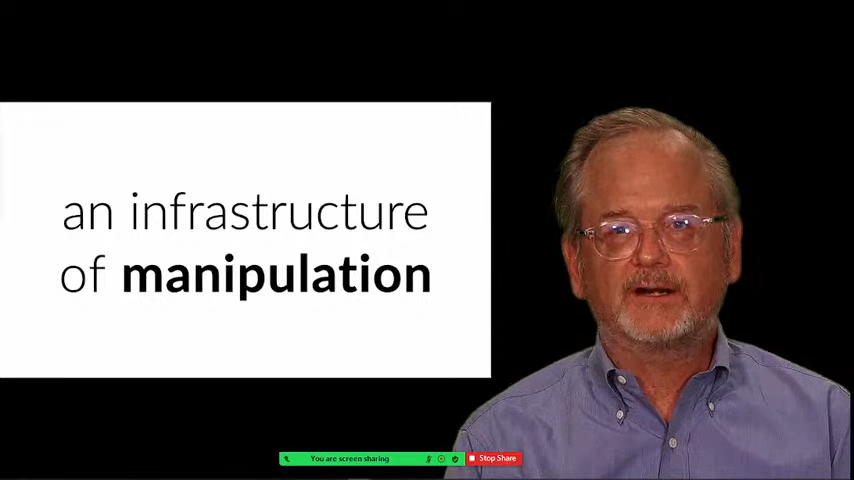 an infrastructure
of manipulation
You are screen sharing
Stop Share